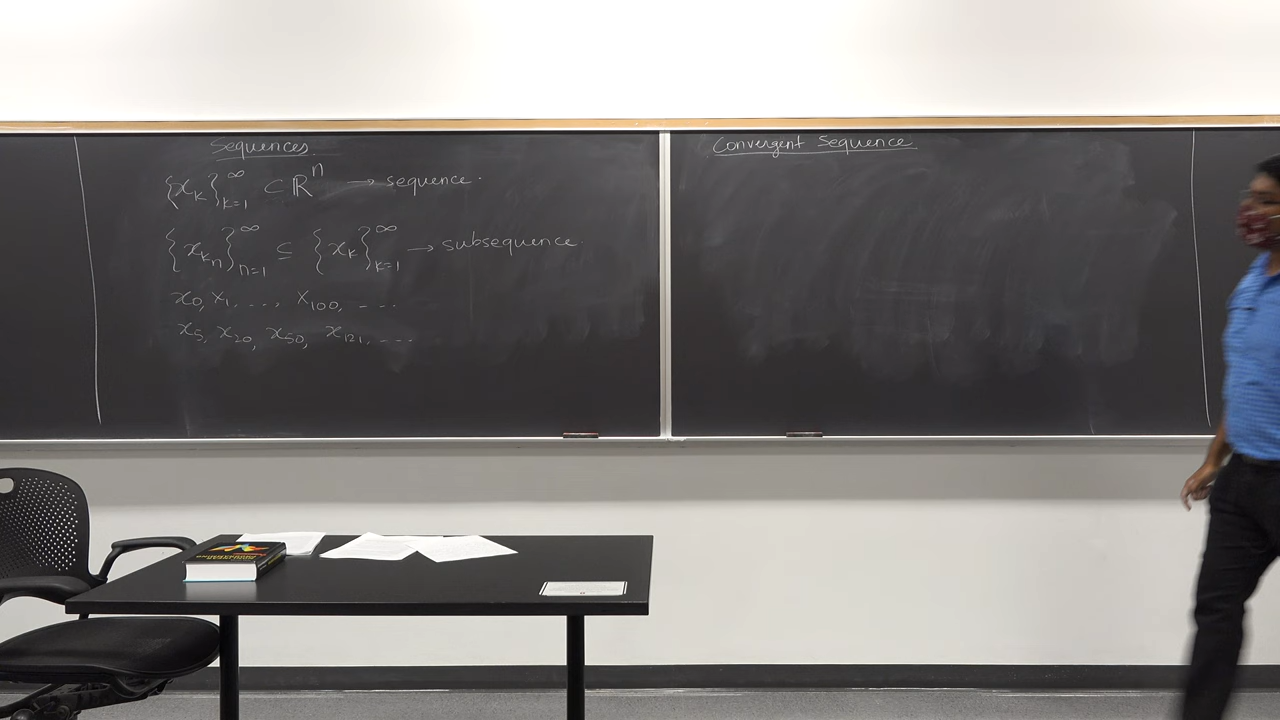 Sequences.
{x_k}_{k=1}^∞ ⊂ ℝ^n → sequence.
{x_{k_n}}_{n=1}^∞ ⊆ {x_k}_{k=1}^∞ → subsequence.
x_0, x_1, ...., x_100, ----
x_5, x_20, x_50, x_121, ----
Convergent Sequence